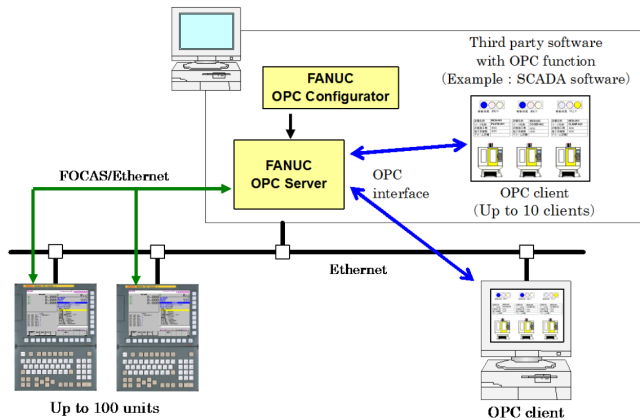 Third party software
with OPC function
(Example : SCADA software)
FANUC
OPC Configurator
FANUC
OPC Server
FOCAS/Ethernet
OPC
interface
OPC client
(Up to 10 clients)
Ethernet
Up to 100 units
OPC client